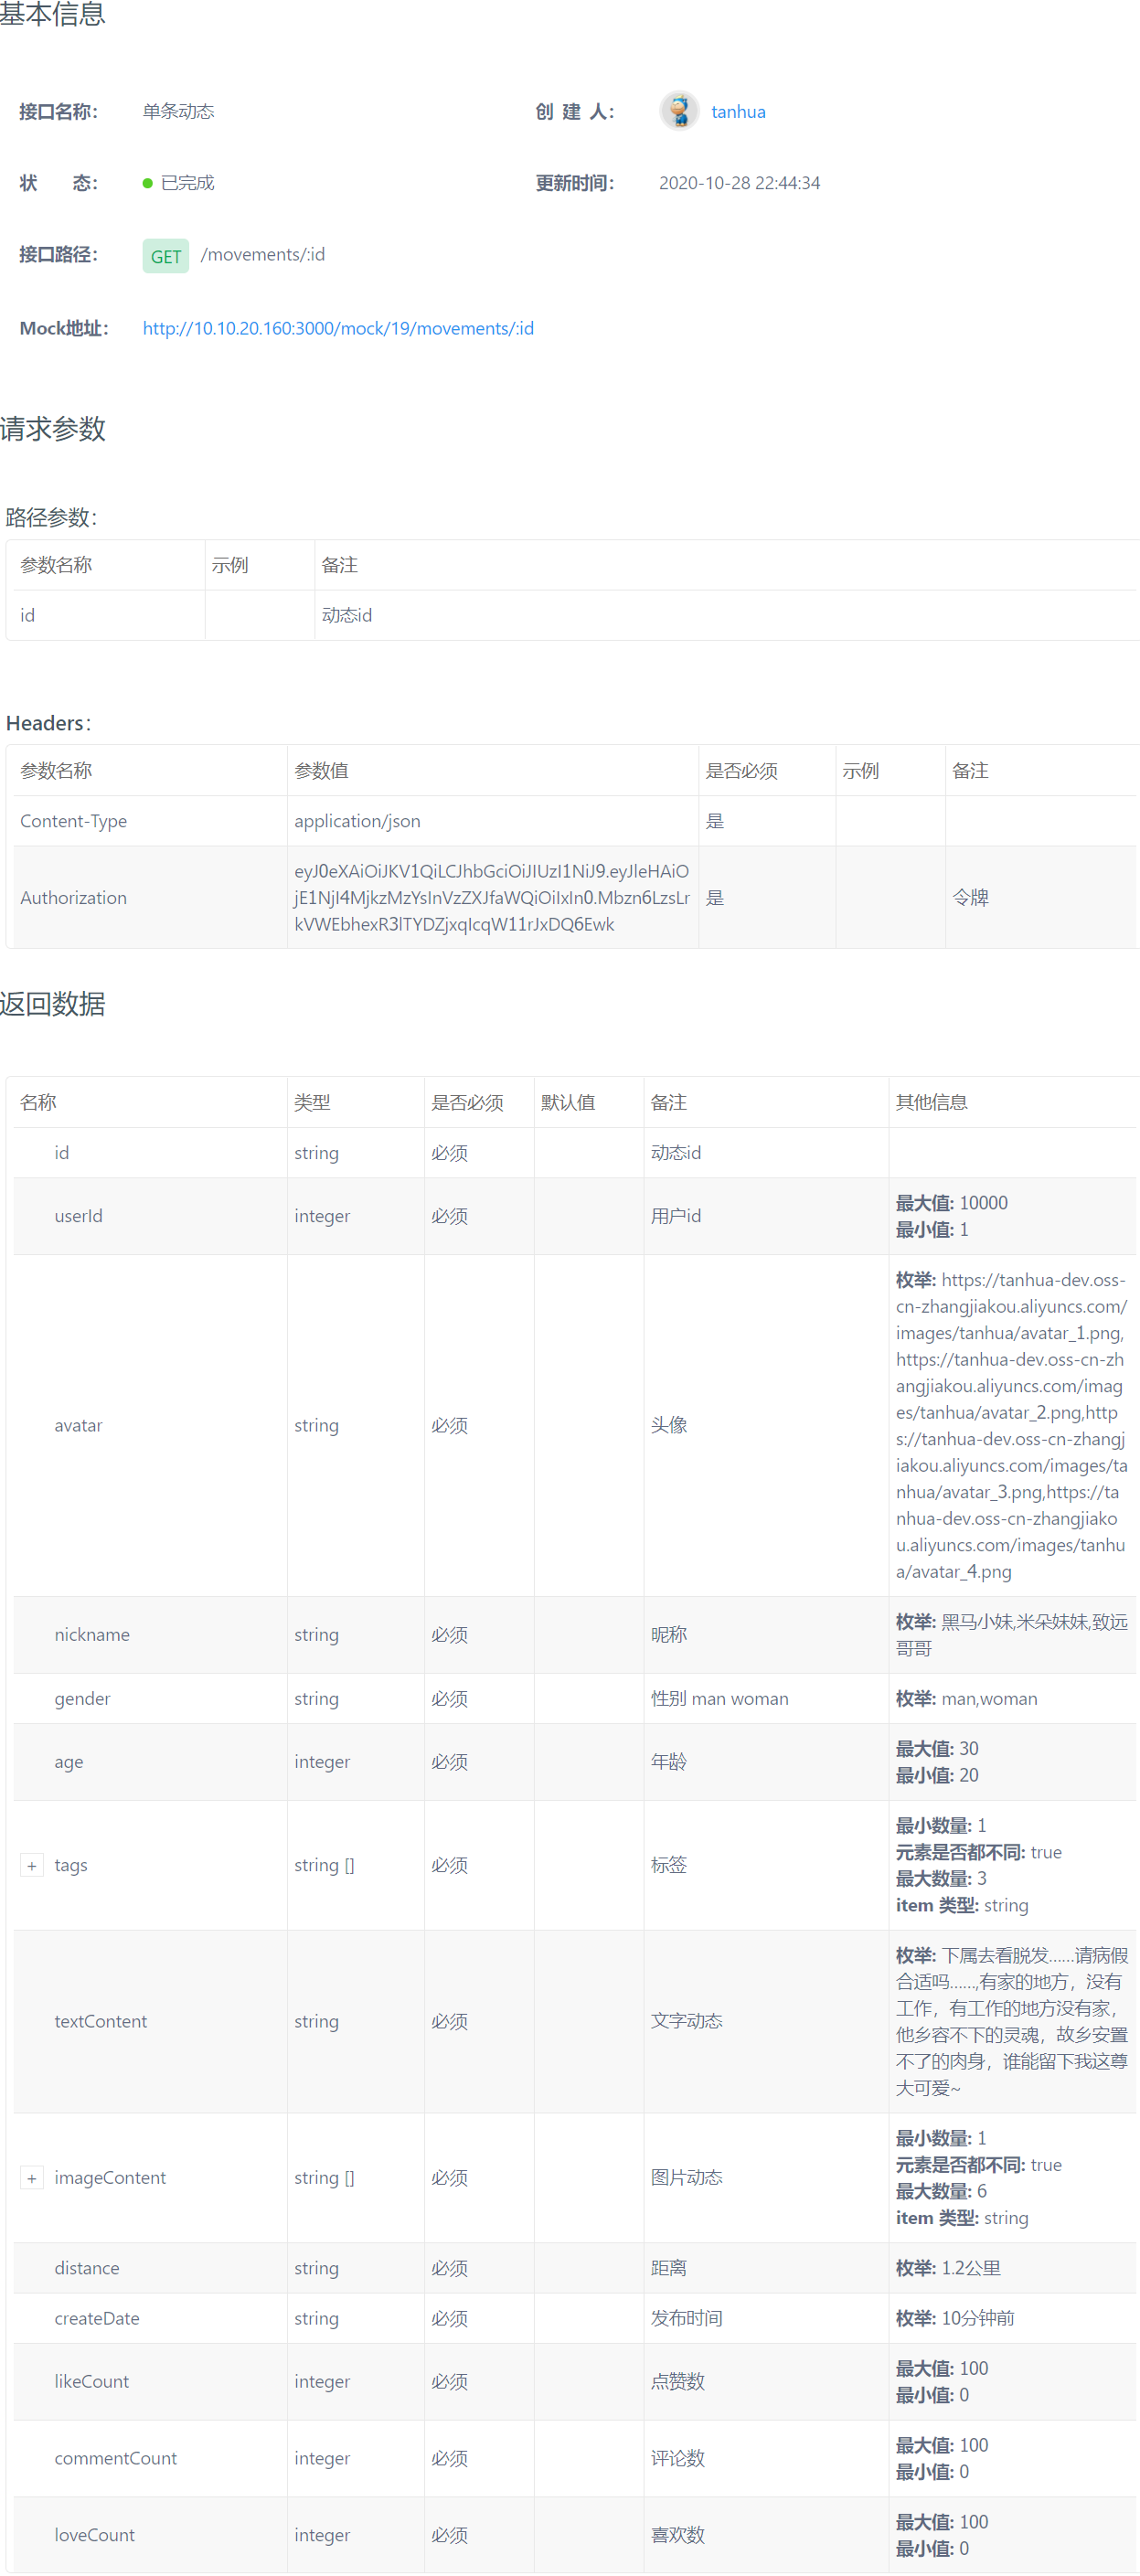 基本信息
接口名称： 单条动态 创 建 人： tanhua
状 态： 已完成 更新时间： 2020-10-28 22:44:34
接口路径： GET /movements/:id
Mock地址： http://10.10.20.160:3000/mock/19/movements/:id
请求参数
路径参数：
参数名称 示例 备注
id 动态id
Headers：
参数名称 参数值 是否必须 示例 备注
Content-Type application/json 是
eyJ0eXAiOiJKV1QiLCJhbGciOiJIUzI1NiJ9.eyJleHAiO
Authorization jE1NjI4MjkzMzYsInVzZXJfaWQiOiIxIn0.Mbzn6LzsLr 是 令牌
kVWEbhexR3lTYDZjxqIcqW11rJxDQ6Ewk
返回数据
名称 类型 是否必须 默认值 备注 其他信息
id string 必须 动态id
userId integer 必须 用户id 最大值: 10000
最小值: 1
avatar string 必须 头像 枚举: https://tanhua-dev.oss-
cn-zhangjiakou.aliyuncs.com/
images/tanhua/avatar_1.png,
https://tanhua-dev.oss-cn-zh
angjiakou.aliyuncs.com/imag
es/tanhua/avatar_2.png,http
s://tanhua-dev.oss-cn-zhangj
iakou.aliyuncs.com/images/ta
nhua/avatar_3.png,https://ta
nhua-dev.oss-cn-zhangjiako
u.aliyuncs.com/images/tanhu
a/avatar_4.png
nickname string 必须 昵称 枚举: 黑马小妹,米朵妹妹,致远
哥哥
gender string 必须 性别 man woman 枚举: man,woman
age integer 必须 年龄 最大值: 30
最小值: 20
+ tags string [] 必须 标签 最小数量: 1
元素是否都不同: true
最大数量: 3
item 类型: string
textContent string 必须 文字动态 枚举: 下属去看脱发……请病假
合适吗……,有家的地方，没有
工作，有工作的地方没有家，
他乡容不下的灵魂，故乡安置
不了的肉身，谁能留下我这尊
大可爱~
+ imageContent string [] 必须 图片动态 最小数量: 1
元素是否都不同: true
最大数量: 6
item 类型: string
distance string 必须 距离 枚举: 1.2公里
createDate string 必须 发布时间 枚举: 10分钟前
likeCount integer 必须 点赞数 最大值: 100
最小值: 0
commentCount integer 必须 评论数 最大值: 100
最小值: 0
loveCount integer 必须 喜欢数 最大值: 100
最小值: 0